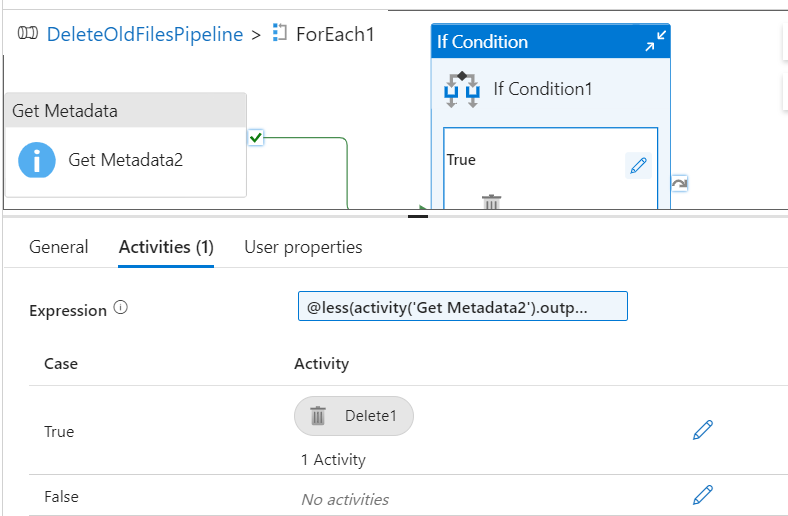 DeleteOldFilesPipeline > ForEach1
If Condition
If Condition1
Get Metadata
Get Metadata2
True
General Activities (1) User properties
Expression
@less(activity('Get Metadata2').outp...
Case Activity
Delete1
True
1 Activity
False No activities